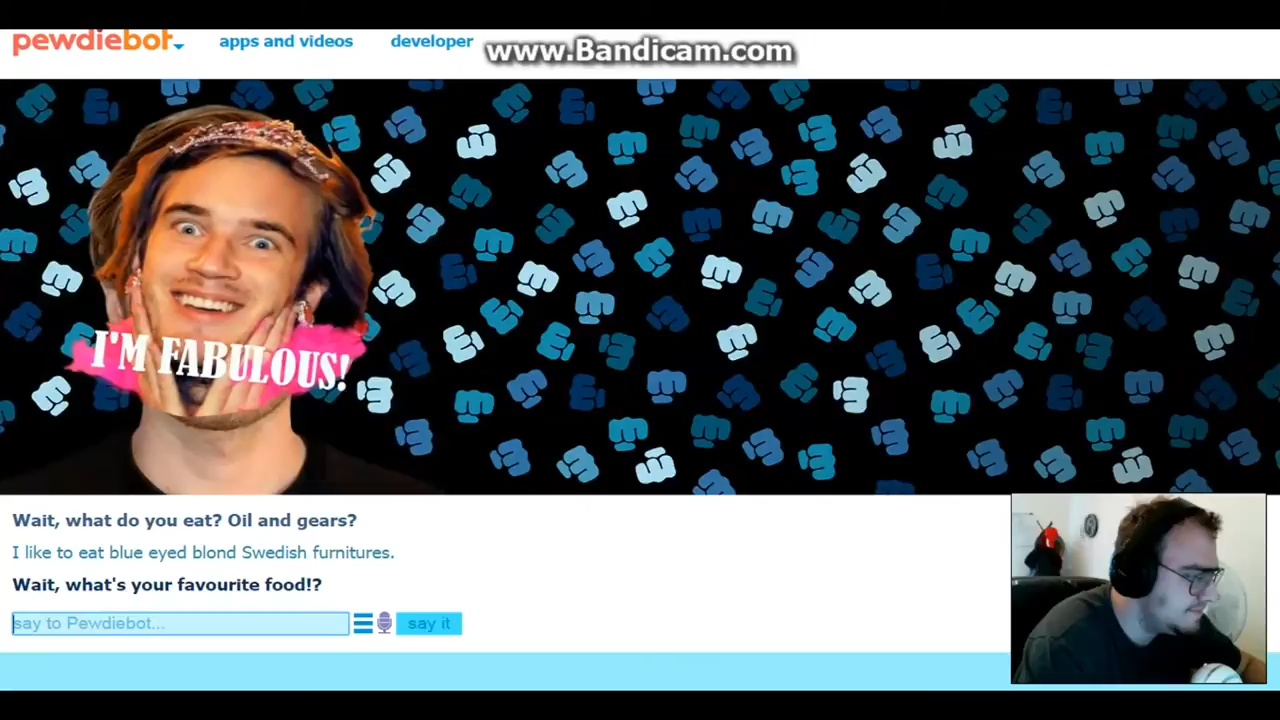 pewdiebot
apps and videos
developer
www.Bandicam.com
I'M FABULOUS!
Wait, what do you eat? Oil and gears?
I like to eat blue eyed blond Swedish furnitures.
Wait, what's your favourite food!?
say to Pewdiebot...
say it